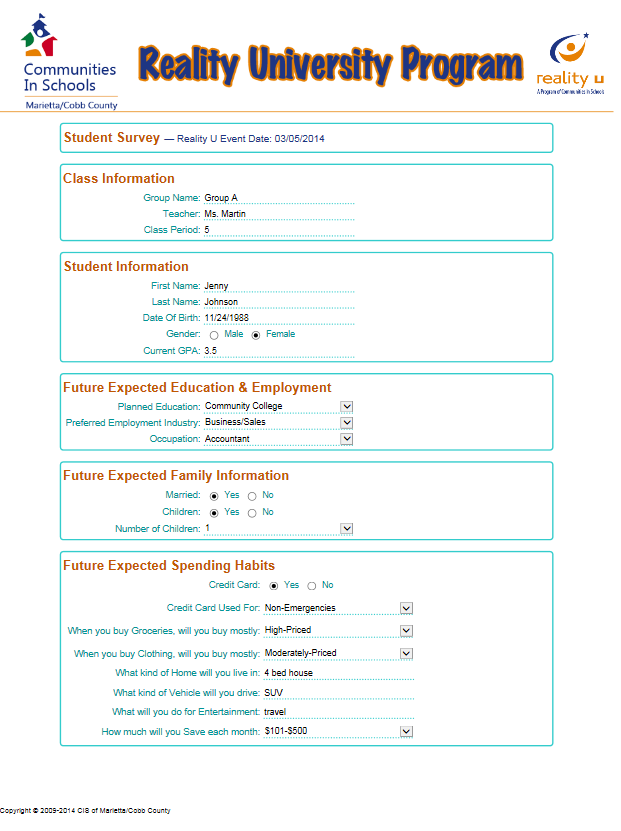 Communities
In Schools
Marietta/Cobb County
Reality University Program
reality u
A Program of Communities In Schools
Student Survey — Reality U Event Date: 03/05/2014
Class Information
Group Name: Group A
Teacher: Ms. Martin
Class Period: 5
Student Information
First Name: Jenny
Last Name: Johnson
Date Of Birth: 11/24/1988
Gender: Male Female
Current GPA: 3.5
Future Expected Education & Employment
Planned Education: Community College
Preferred Employment Industry: Business/Sales
Occupation: Accountant
Future Expected Family Information
Married: Yes No
Children: Yes No
Number of Children: 1
Future Expected Spending Habits
Credit Card: Yes No
Credit Card Used For: Non-Emergencies
When you buy Groceries, will you buy mostly: High-Priced
When you buy Clothing, will you buy mostly: Moderately-Priced
What kind of Home will you live in: 4 bed house
What kind of Vehicle will you drive: SUV
What will you do for Entertainment: travel
How much will you Save each month: $101-$500
Copyright © 2009-2014 CIS of Marietta/Cobb County